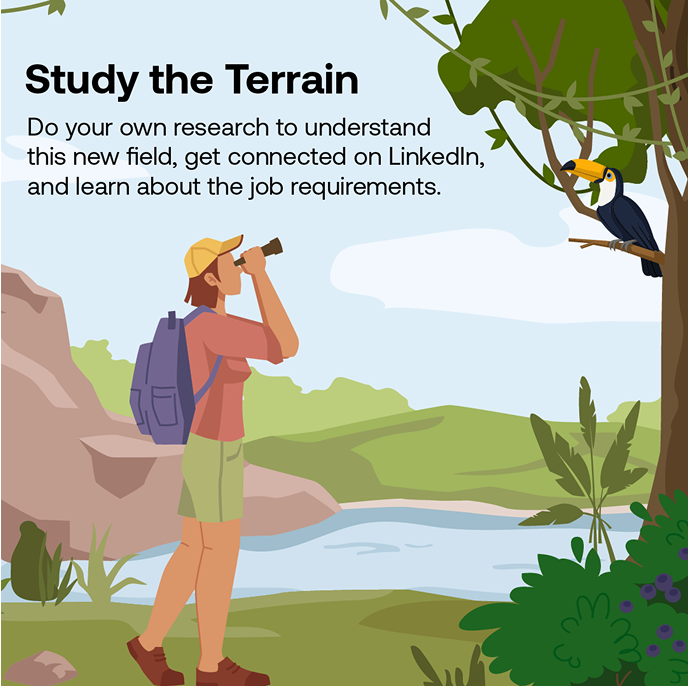 Study the Terrain
Do your own research to understand
this new field, get connected on LinkedIn,
and learn about the job requirements.